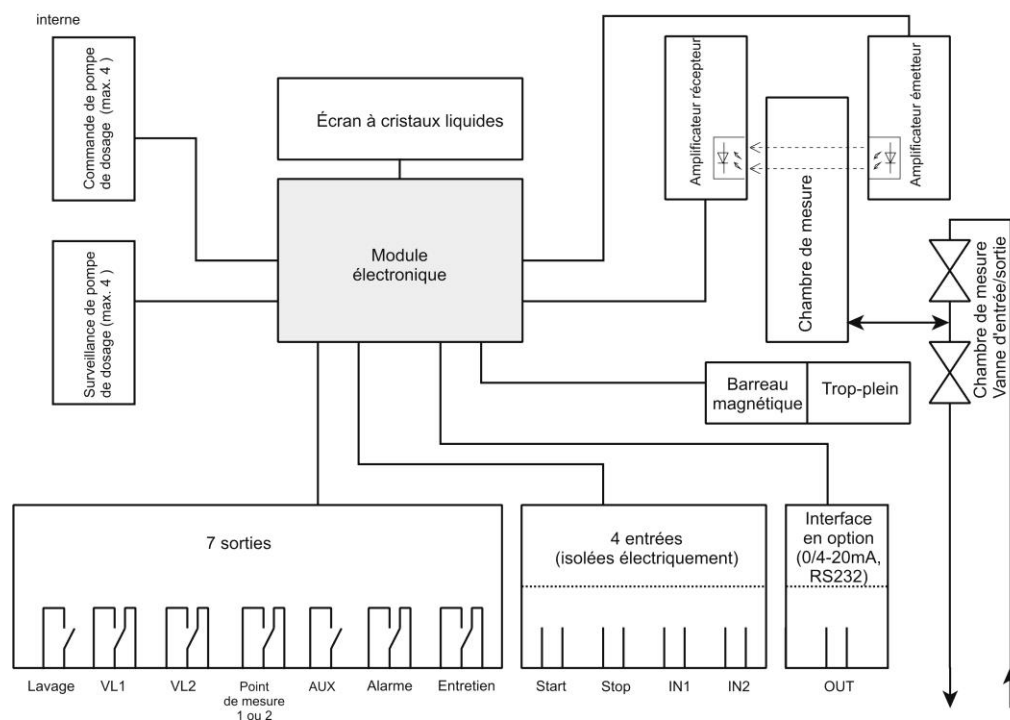 interne
Commande de pompe
de dosage (max. 4)
Écran à cristaux liquides
Amplificateur récepteur
Amplificateur émetteur
Chambre de mesure
Module
électronique
Surveillance de pompe
de dosage (max. 4)
Chambre de mesure
Vanne d'entrée/sortie
Barreau
magnétique
Trop-plein
7 sorties
4 entrées
(isolées électriquement)
Interface
en option
(0/4-20mA,
RS232)
Lavage
VL1
VL2
Point
de mesure
1 ou 2
AUX
Alarme
Entretien
Start
Stop
IN1
IN2
OUT